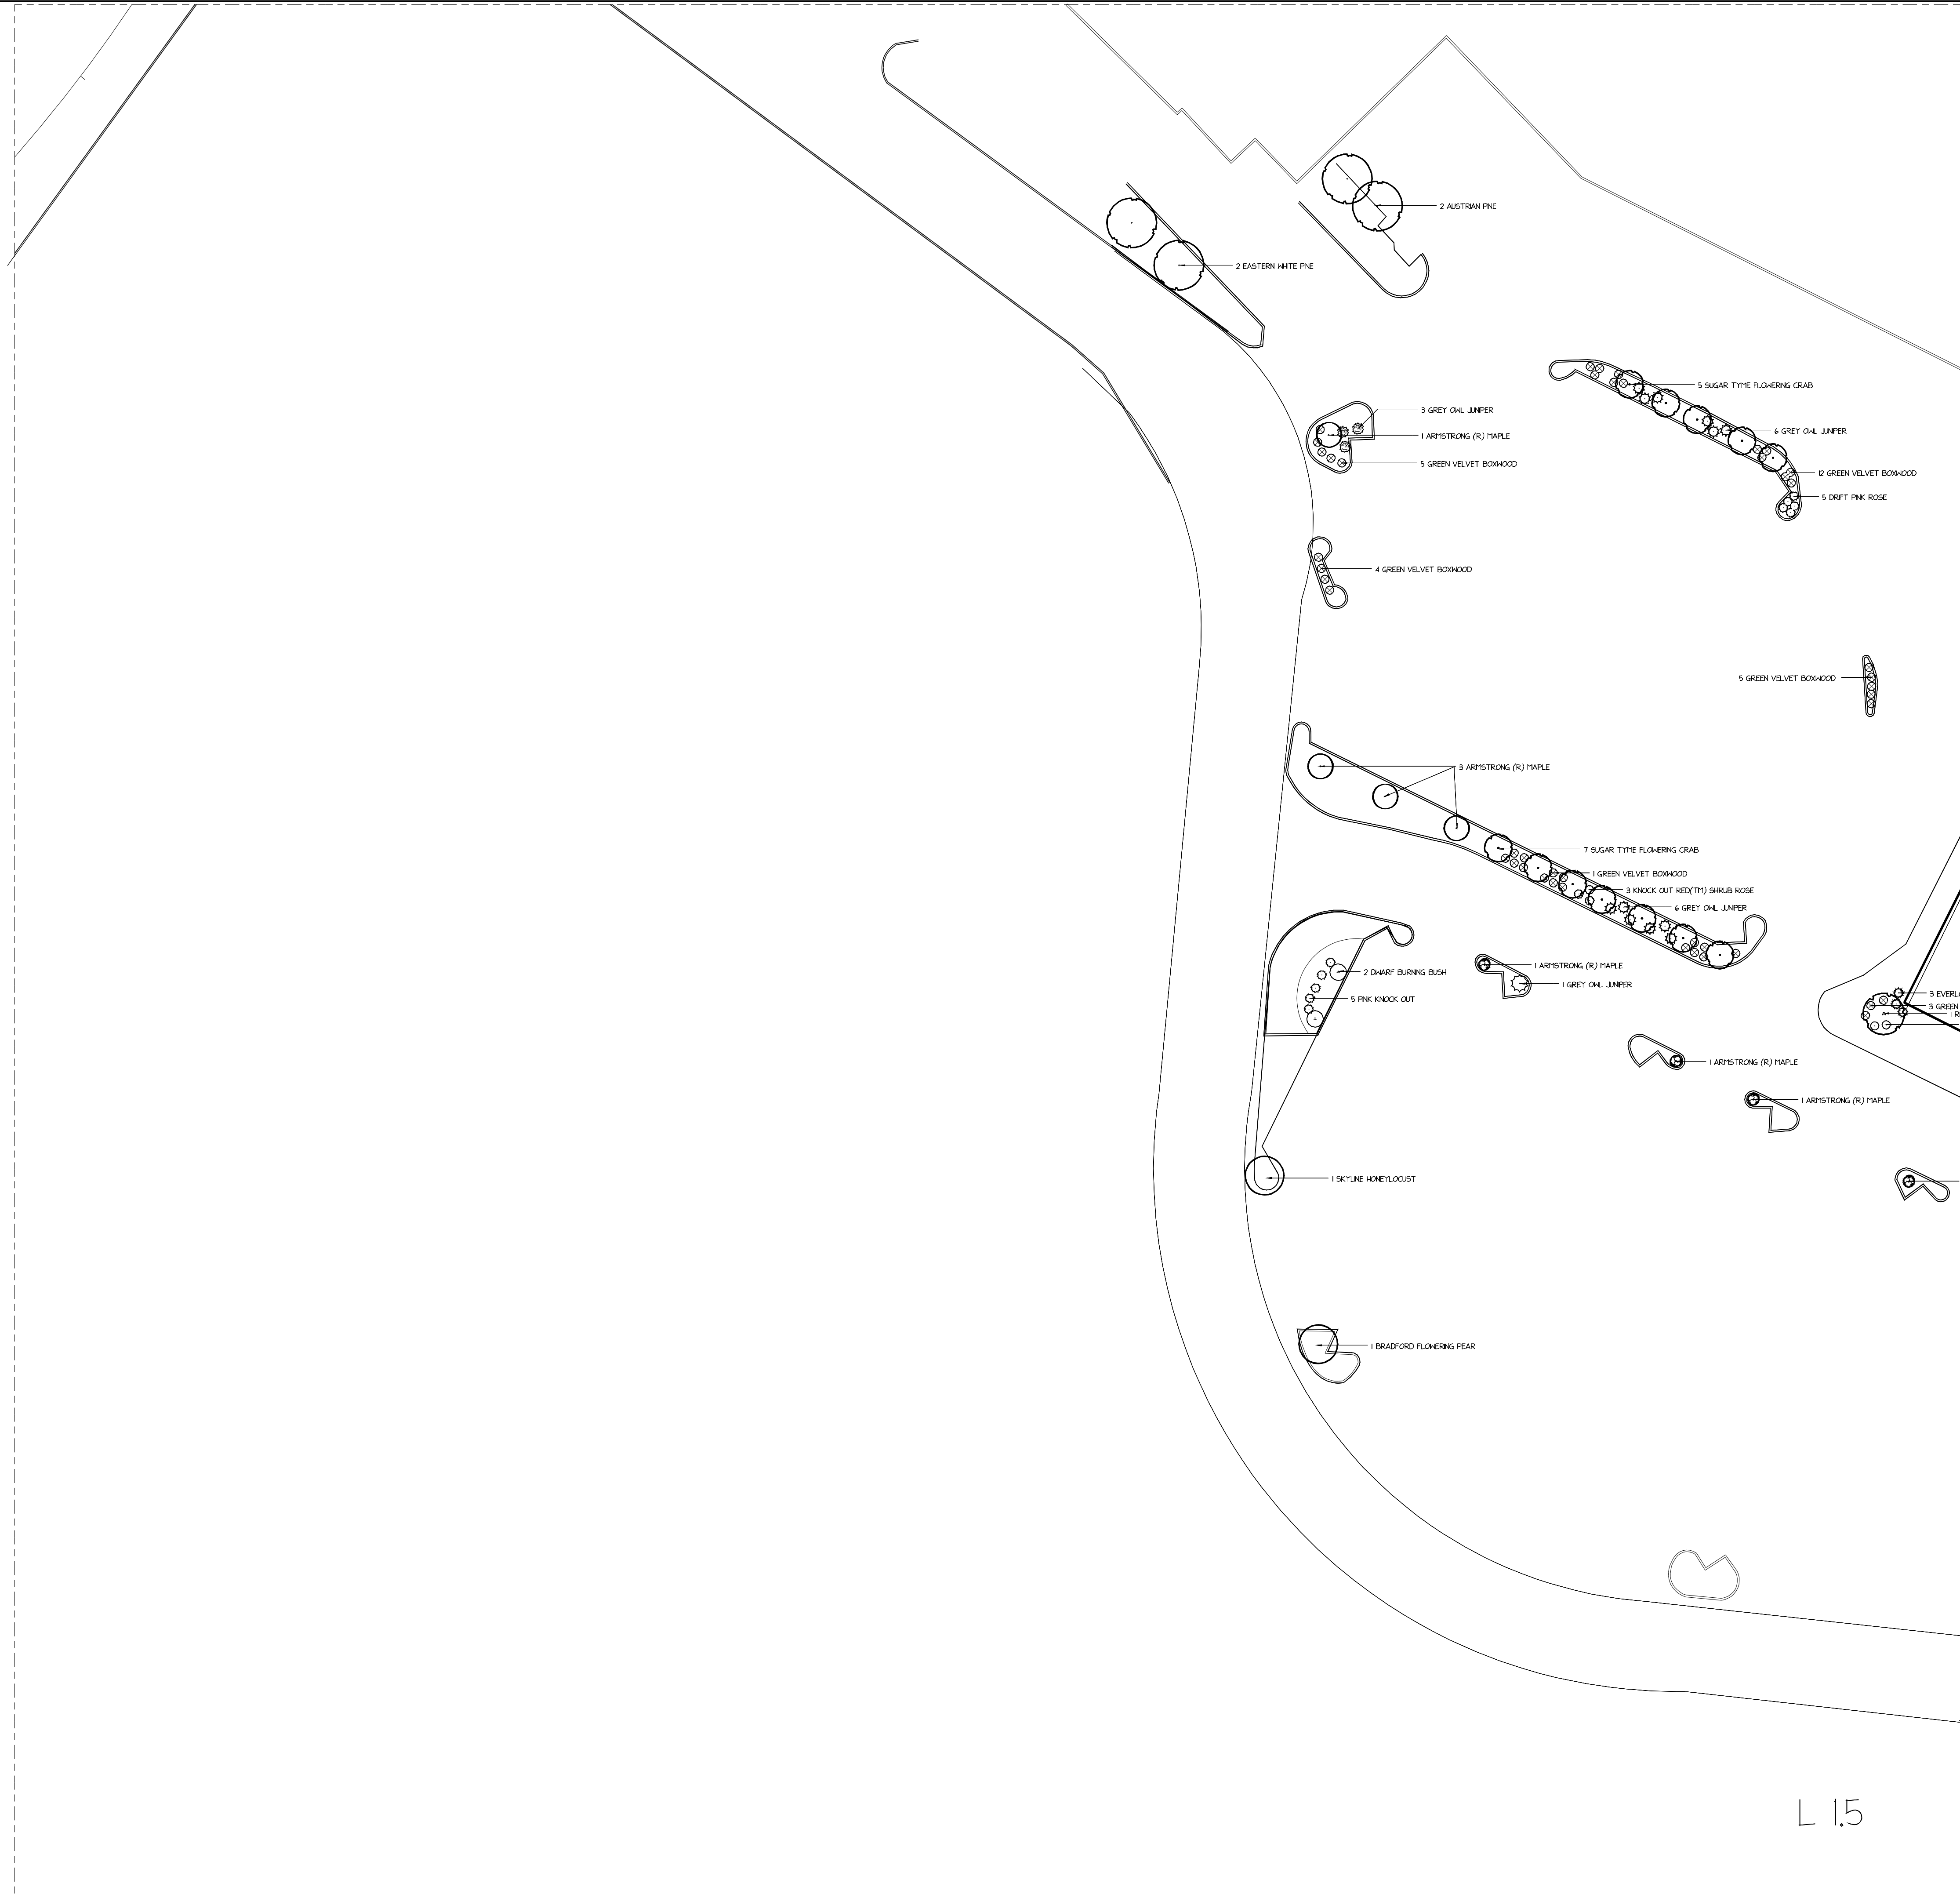 2 AUSTRIAN PINE
2 EASTERN WHITE PINE
5 SUGAR TYME FLOWERING CRAB
3 GREY OWL JUNIPER
6 GREY OWL JUNIPER
1 ARMSTRONG (R) MAPLE
5 GREEN VELVET BOXWOOD
12 GREEN VELVET BOXWOOD
5 DRIFT PINK ROSE
4 GREEN VELVET BOXWOOD
5 GREEN VELVET BOXWOOD
3 ARMSTRONG (R) MAPLE
7 SUGAR TYME FLOWERING CRAB
1 GREEN VELVET BOXWOOD
3 KNOCK OUT RED(TM) SHRUB ROSE
6 GREY OWL JUNIPER
1 ARMSTRONG (R) MAPLE
2 DWARF BURNING BUSH
1 GREY OWL JUNIPER
3 EVERL
5 PINK KNOCK OUT
3 GREEN
1 R
1 ARMSTRONG (R) MAPLE
1 ARMSTRONG (R) MAPLE
1 SKYLINE HONEYLOCUST
1 BRADFORD FLOWERING PEAR
L 1.5